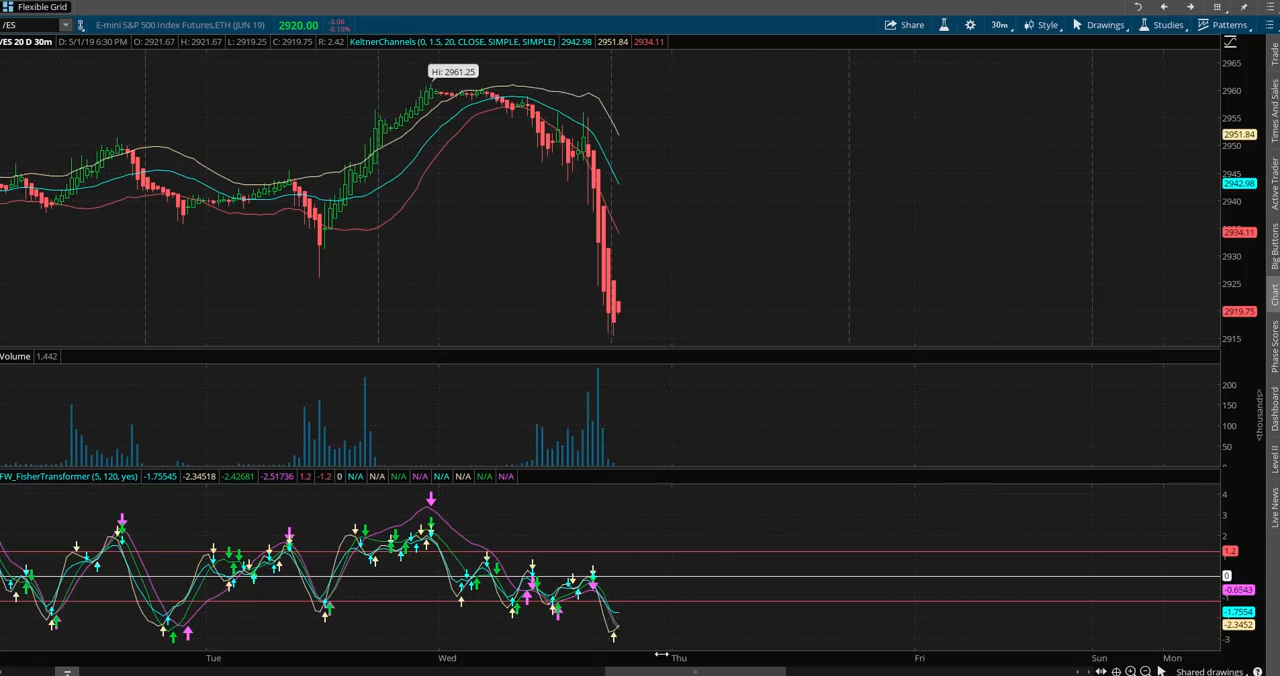 Flexible Grid
/ES E-mini S&P 500 Index Futures,ETH (JUN 19) 2920.00 -3.00 -0.10% Share 30m Style Drawings Studies Patterns
/ES 20 D 30m D: 5/1/19 6:30 PM O: 2921.67 H: 2921.67 L: 2919.25 C: 2919.75 R: 2.42 KeltnerChannels (0, 1.5, 20, CLOSE, SIMPLE, SIMPLE) 2942.98 2951.84 2934.11
Hi: 2961.25
2965
2960
2955
2951.84
2950
2945
2942.98
2940
2934.11
2930
2925
2919.75
2915
Volume 1,442
200
150
100
50
<thousands>
FW_FisherTransformer (5, 120, yes) -1.75545 -2.34518 -2.42681 -2.51736 1.2 -1.2 0 N/A N/A N/A N/A N/A N/A N/A N/A
4
3
2
1.2
0
-0.6543
-1.7554
-2.3452
-3
Tue Wed Thu Fri Sun Mon
Shared drawings
Trade
Times And Sales
Active Trader
Big Buttons
Chart
Phase Scores
Dashboard
Level II
Live News